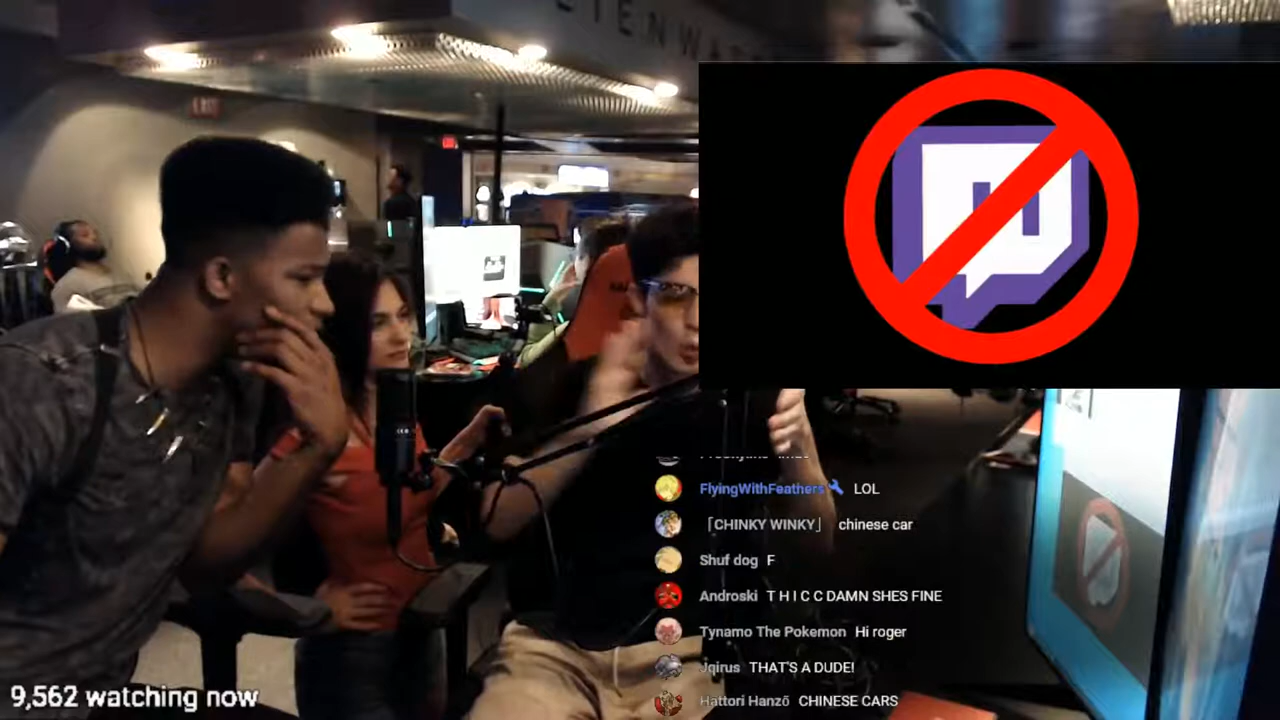 EXIT
FlyingWithFeathers LOL
「CHINKY WINKY」 chinese car
Shuf dog F
Androski T H I C C DAMN SHES FINE
Tynamo The Pokemon Hi roger
Jqirus THAT'S A DUDE!
Hattori Hanzō CHINESE CARS
9,562 watching now